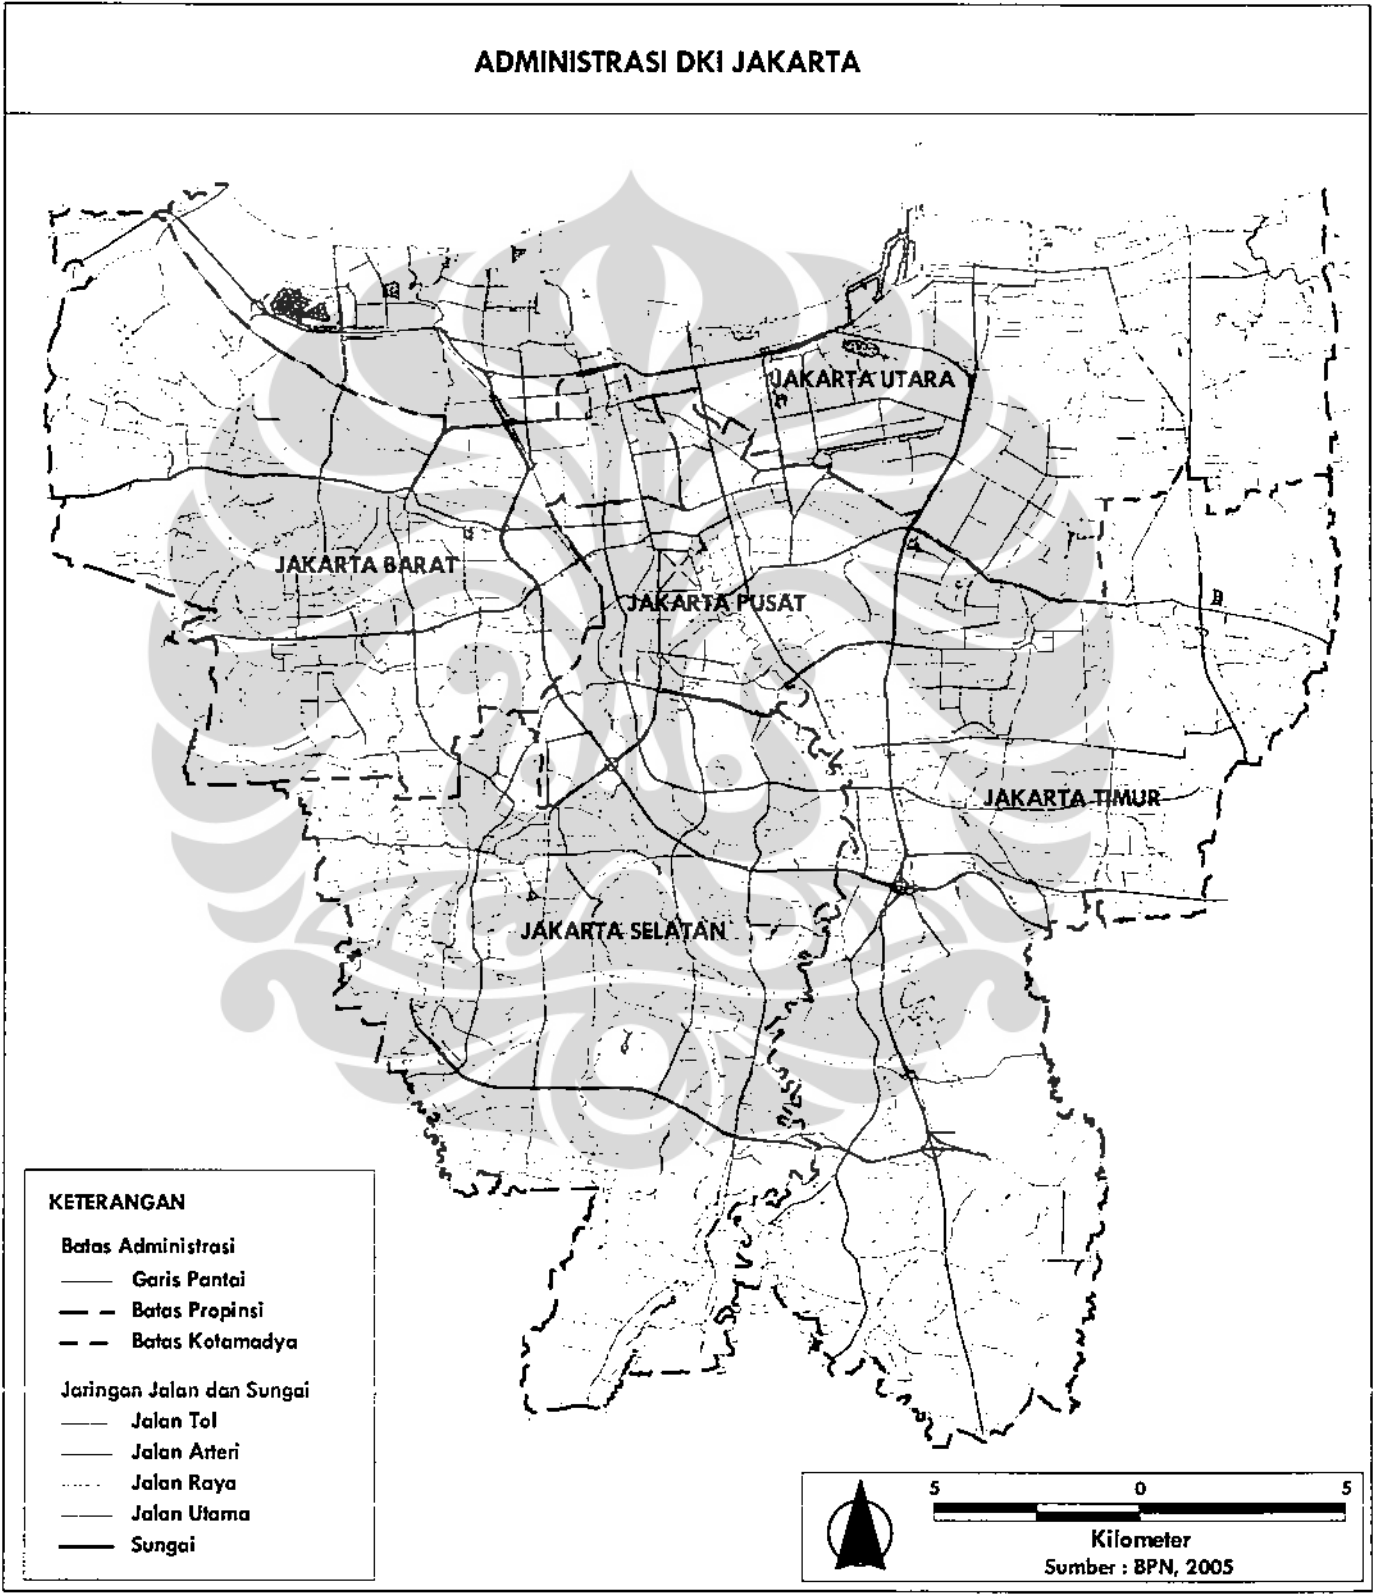 ADMINISTRASI DKI JAKARTA
JAKARTA UTARA
JAKARTA BARAT
JAKARTA PUSAT
JAKARTA TIMUR
JAKARTA SELATAN
KETERANGAN
Batas Administrasi
Garis Pantai
Batas Propinsi
Batas Kotamadya
Jaringan Jalan dan Sungai
Jalan Tol
Jalan Arteri
Jalan Raya
Jalan Utama
Sungai
5 0 5
Kilometer
Sumber : BPN, 2005